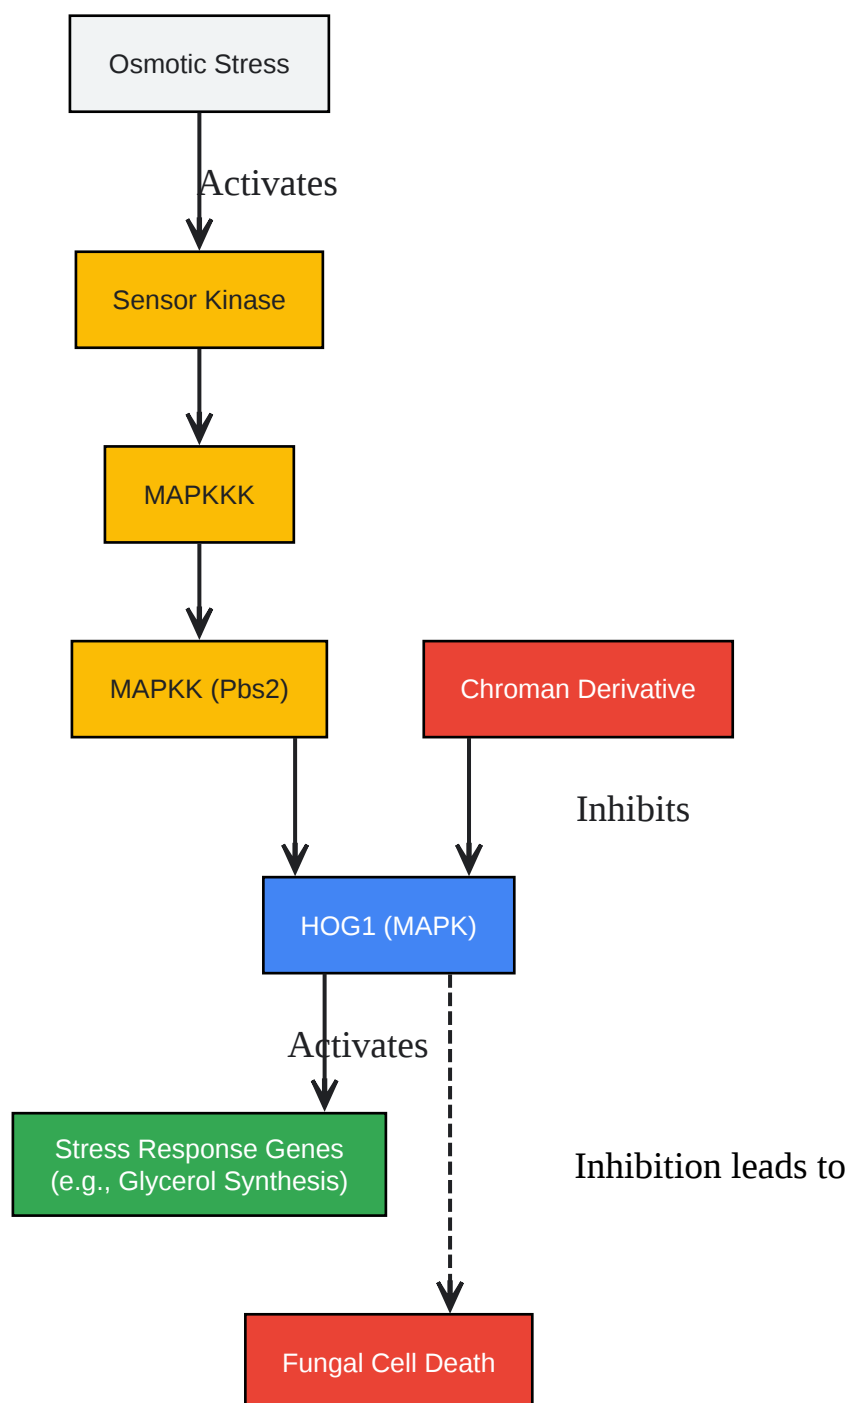 Osmotic Stress
Activates
Sensor Kinase
MAPKKK
MAPKK (Pbs2)
Chroman Derivative
Inhibits
HOG1 (MAPK)
Activates
Stress Response Genes
(e.g., Glycerol Synthesis)
Inhibition leads to
Fungal Cell Death